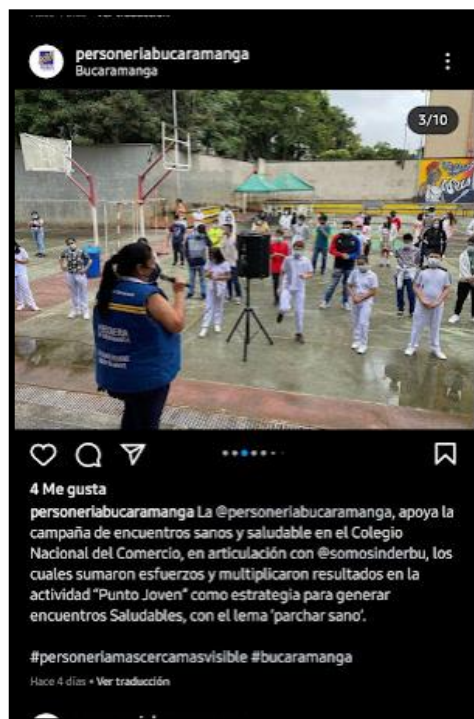 Ver traducción
personeriabucaramanga
Bucaramanga
3/10
4 Me gusta
personeriabucaramanga La @personeriabucaramanga, apoya la
campaña de encuentros sanos y saludable en el Colegio
Nacional del Comercio, en articulación con @somosinderbu, los
cuales sumaron esfuerzos y multiplicaron resultados en la
actividad "Punto Joven" como estrategia para generar
encuentros Saludables, con el lema 'parchar sano'.
#personeriamascercamasvisible #bucaramanga
Hace 4 días • Ver traducción